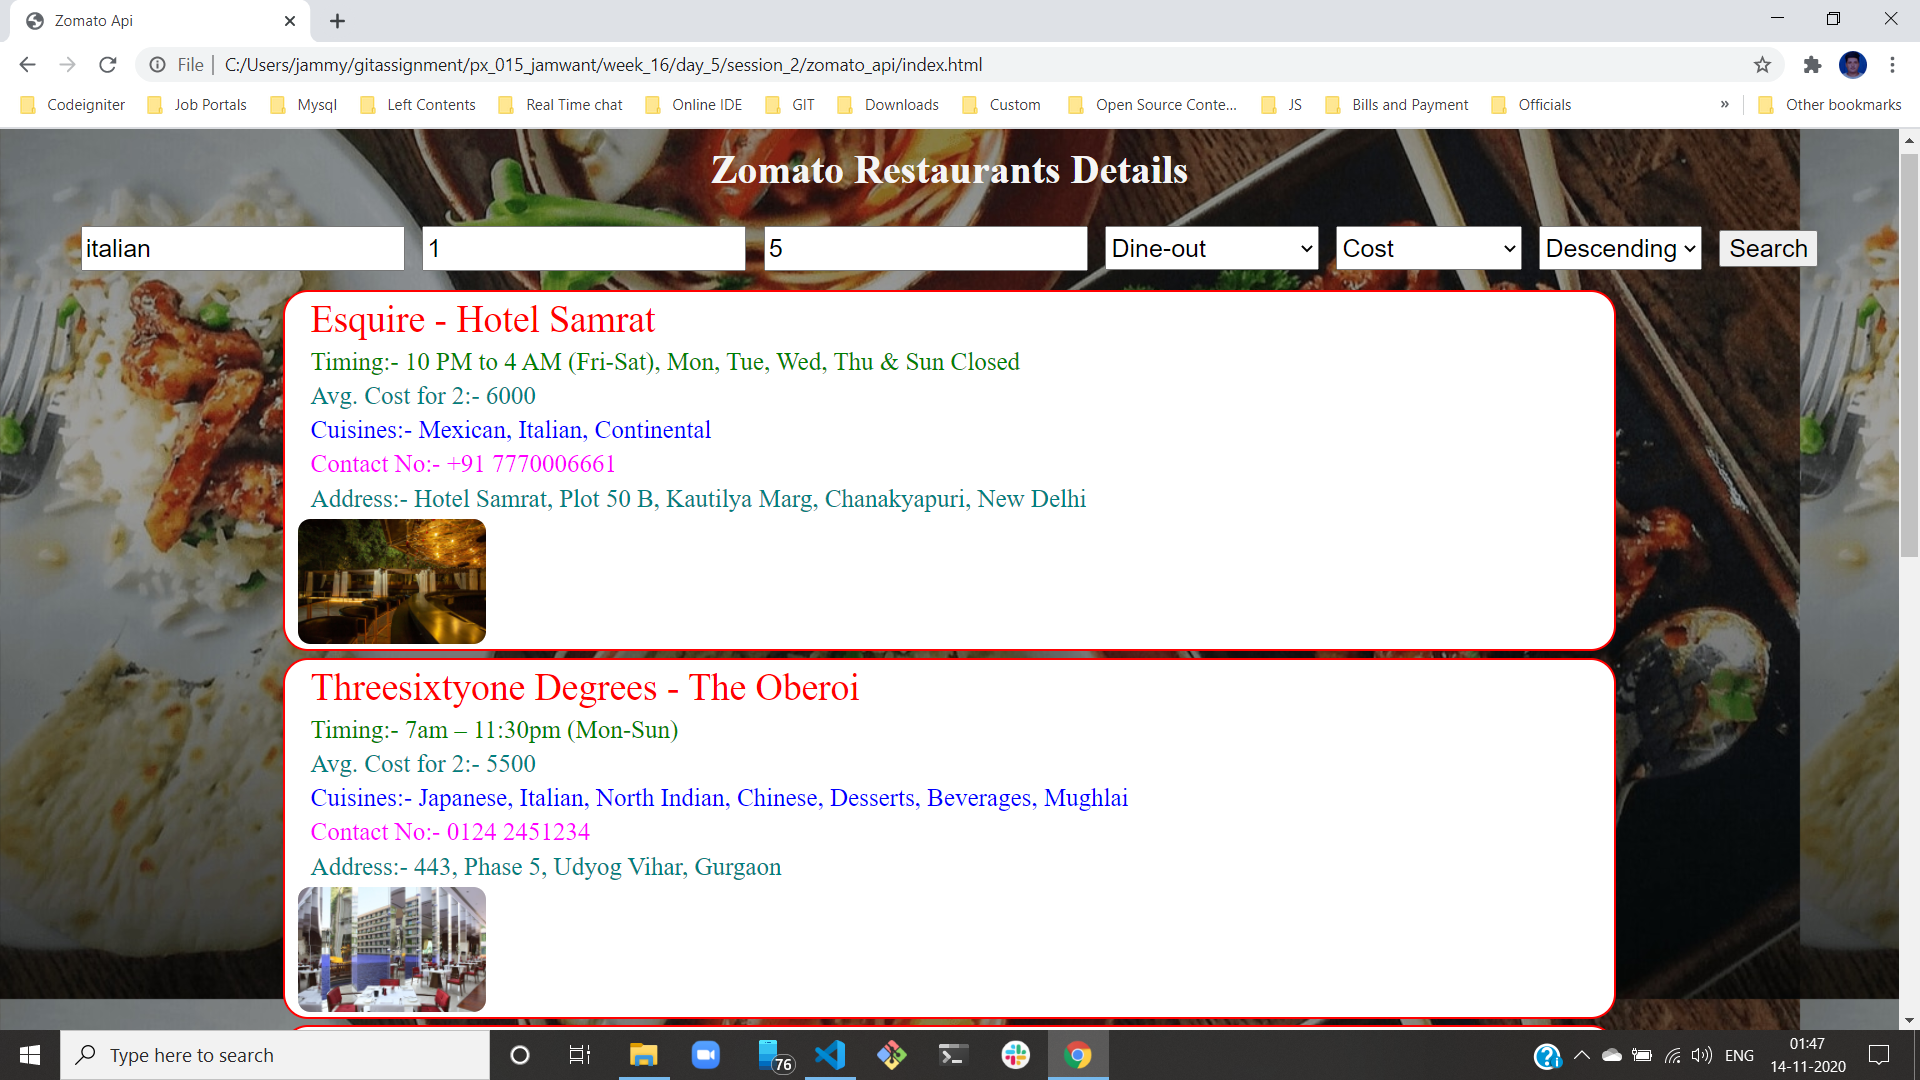 Zomato Api
File
C:/Users/jammy/gitassignment/px_015_jamwant/week_16/day_5/session_2/zomato_api/index.html
Codeigniter Job Portals Mysql Left Contents Real Time chat Online IDE GIT Downloads Custom Open Source Conte... JS Bills and Payment Officials » Other bookmarks
Zomato Restaurants Details
italian 1 5 Dine-out Cost Descending Search
Esquire - Hotel Samrat
Timing:- 10 PM to 4 AM (Fri-Sat), Mon, Tue, Wed, Thu & Sun Closed
Avg. Cost for 2:- 6000
Cuisines:- Mexican, Italian, Continental
Contact No:- +91 7770006661
Address:- Hotel Samrat, Plot 50 B, Kautilya Marg, Chanakyapuri, New Delhi
Threesixtyone Degrees - The Oberoi
Timing:- 7am – 11:30pm (Mon-Sun)
Avg. Cost for 2:- 5500
Cuisines:- Japanese, Italian, North Indian, Chinese, Desserts, Beverages, Mughlai
Contact No:- 0124 2451234
Address:- 443, Phase 5, Udyog Vihar, Gurgaon
Type here to search
76
ENG
01:47
14-11-2020